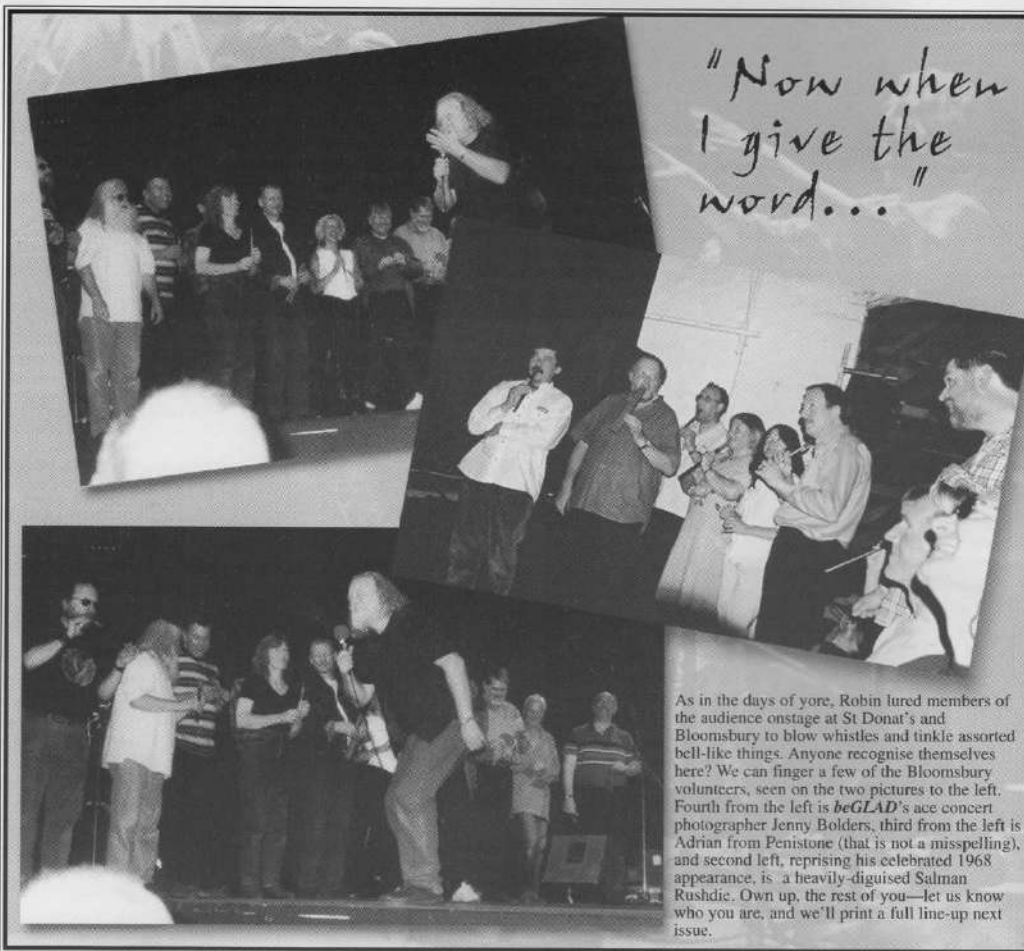 "Now when
I give the
word..."
As in the days of yore, Robin lured members of
the audience onstage at St Donat's and
Bloomsbury to blow whistles and tinkle assorted
bell-like things. Anyone recognise themselves
here? We can finger a few of the Bloomsbury
volunteers, seen on the two pictures to the left.
Fourth from the left is beGLAD's ace concert
photographer Jenny Bolders, third from the left is
Adrian from Penistone (that is not a misspelling),
and second left, reprising his celebrated 1968
appearance, is a heavily-diguised Salman
Rushdie. Own up, the rest of you—let us know
who you are, and we'll print a full line-up next
issue.